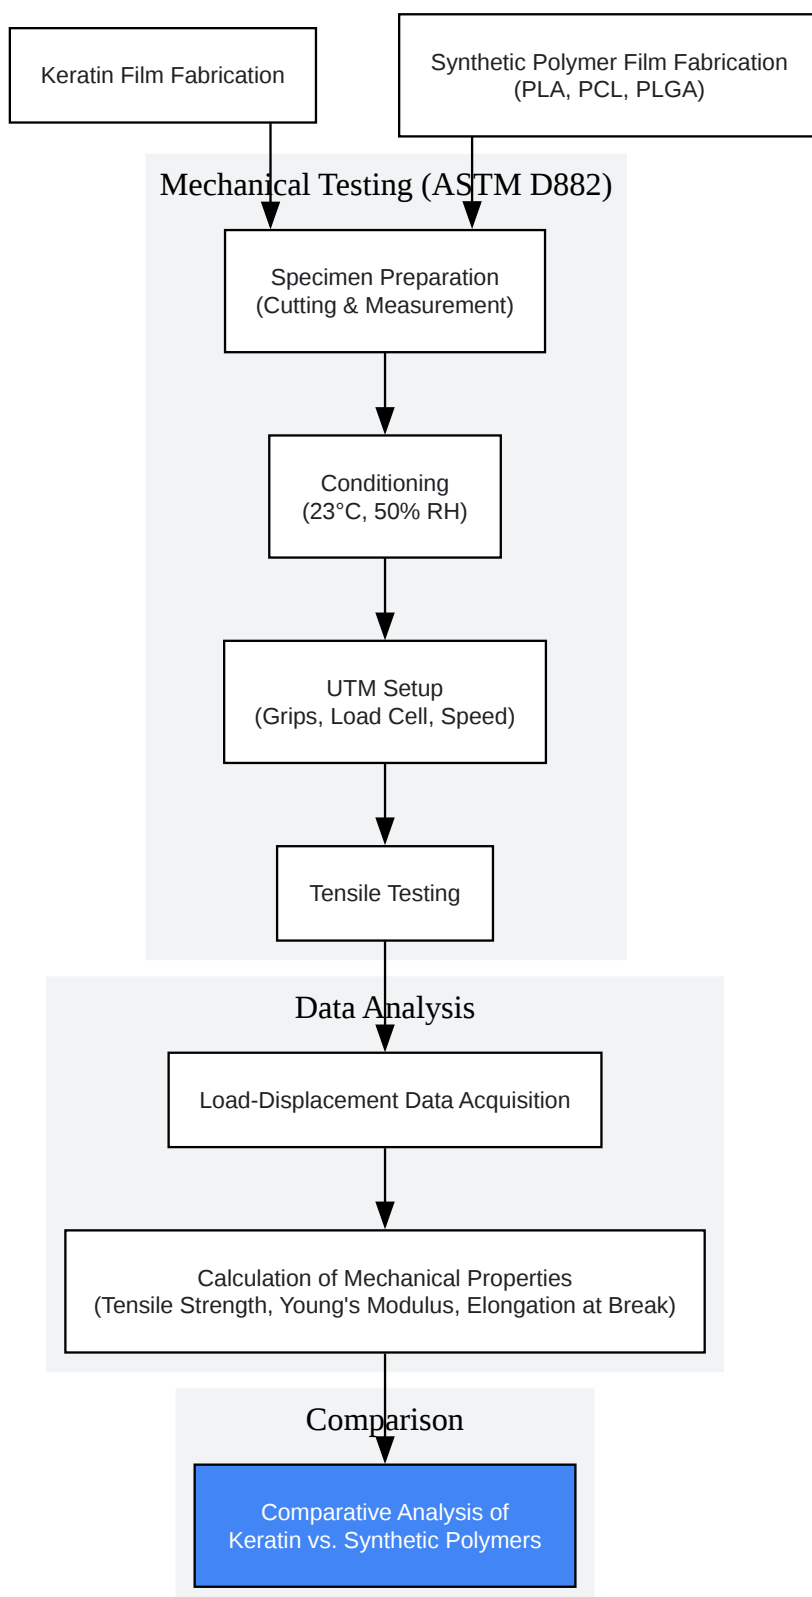 Keratin Film Fabrication
Synthetic Polymer Film Fabrication
(PLA, PCL, PLGA)
Mechanical Testing (ASTM D882)
Specimen Preparation
(Cutting & Measurement)
Conditioning
(23°C, 50% RH)
UTM Setup
(Grips, Load Cell, Speed)
Tensile Testing
Data Analysis
Load-Displacement Data Acquisition
Calculation of Mechanical Properties
(Tensile Strength, Young's Modulus, Elongation at Break)
Comparison
Comparative Analysis of
Keratin vs. Synthetic Polymers